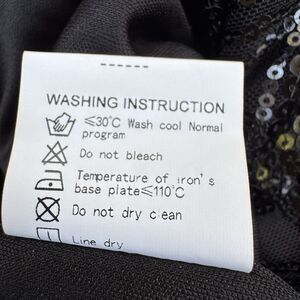 WASHING INSTRUCTION
≤30℃ Wash cool Normal
program
Do not bleach
Temperature of iron's
base plate≤110℃
Do not dry clean
Line dry